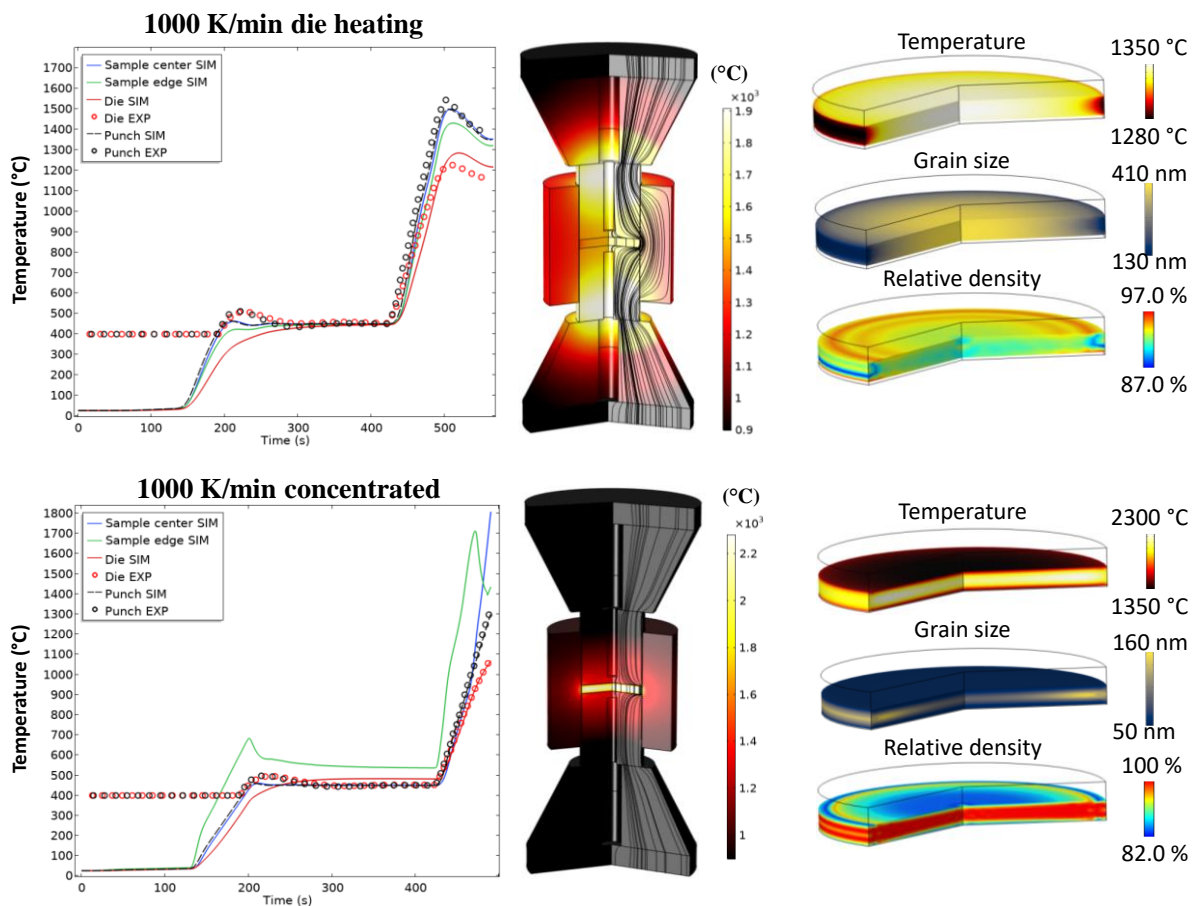 1000 K/min die heating
Temperature (°C)
1700
1600
1500
1400
1300
1200
1100
1000
900
800
700
600
500
400
300
200
100
0
Sample center SIM
Sample edge SIM
Die SIM
Die EXP
Punch SIM
Punch EXP
0 100 200 300 400 500
Time (s)
(°C)
×10³
1.9
1.8
1.7
1.6
1.5
1.4
1.3
1.2
1.1
1
0.9
Temperature
1350 °C
1280 °C
Grain size
410 nm
130 nm
Relative density
97.0 %
87.0 %
1000 K/min concentrated
Temperature (°C)
1800
1700
1600
1500
1400
1300
1200
1100
1000
900
800
700
600
500
400
300
200
100
0
Sample center SIM
Sample edge SIM
Die SIM
Die EXP
Punch SIM
Punch EXP
0 100 200 300 400
Time (s)
(°C)
×10³
2.2
2
1.8
1.6
1.4
1.2
1
Temperature
2300 °C
1350 °C
Grain size
160 nm
50 nm
Relative density
100 %
82.0 %